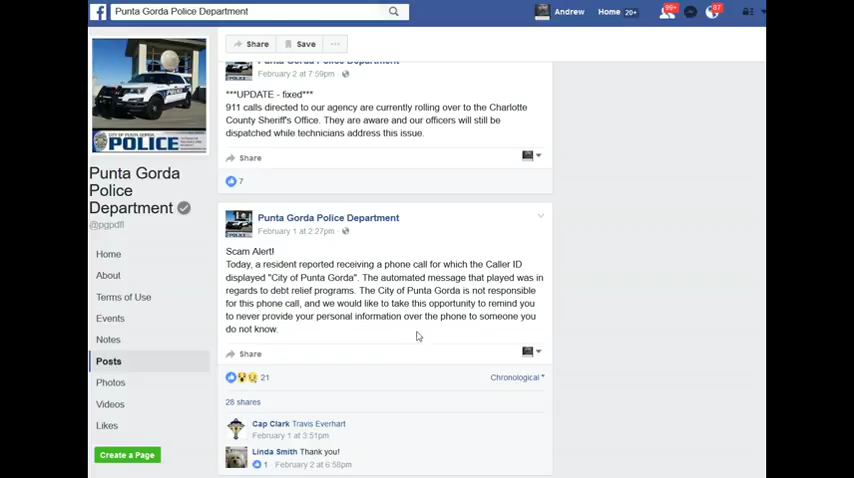 Punta Gorda Police Department
Andrew
Home 20+
99+
87
Share
Save
Punta Gorda Police Department
February 2 at 7:59pm
***UPDATE - fixed***
911 calls directed to our agency are currently rolling over to the Charlotte
County Sheriff's Office. They are aware and our officers will still be
dispatched while technicians address this issue.
Share
7
CITY OF PUNTA GORDA
POLICE
Punta Gorda
Police
Department
@pgpdfl
Home
About
Terms of Use
Events
Notes
Posts
Photos
Videos
Likes
Create a Page
Punta Gorda Police Department
February 1 at 2:27pm
Scam Alert!
Today, a resident reported receiving a phone call for which the Caller ID
displayed "City of Punta Gorda". The automated message that played was in
regards to debt relief programs. The City of Punta Gorda is not responsible
for this phone call, and we would like to take this opportunity to remind you
to never provide your personal information over the phone to someone you
do not know.
Share
21
Chronological
28 shares
Cap Clark Travis Everhart
February 1 at 3:51pm
Linda Smith Thank you!
1 February 2 at 6:58pm